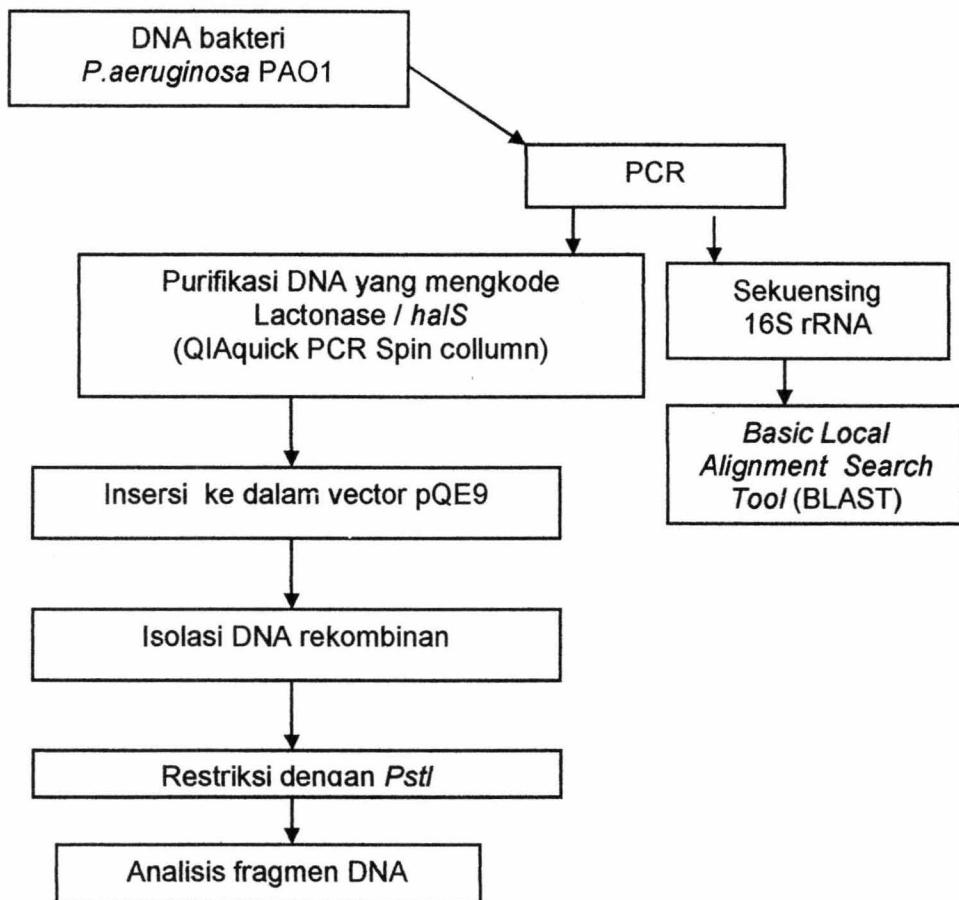 DNA bakteri
P.aeruginosa PAO1
PCR
Purifikasi DNA yang mengkode
Lactonase / halS
(QIAquick PCR Spin collumn)
Sekuensing
16S rRNA
Basic Local
Alignment Search
Tool (BLAST)
Insersi ke dalam vector pQE9
Isolasi DNA rekombinan
Restriksi dengan PstI
Analisis fragmen DNA